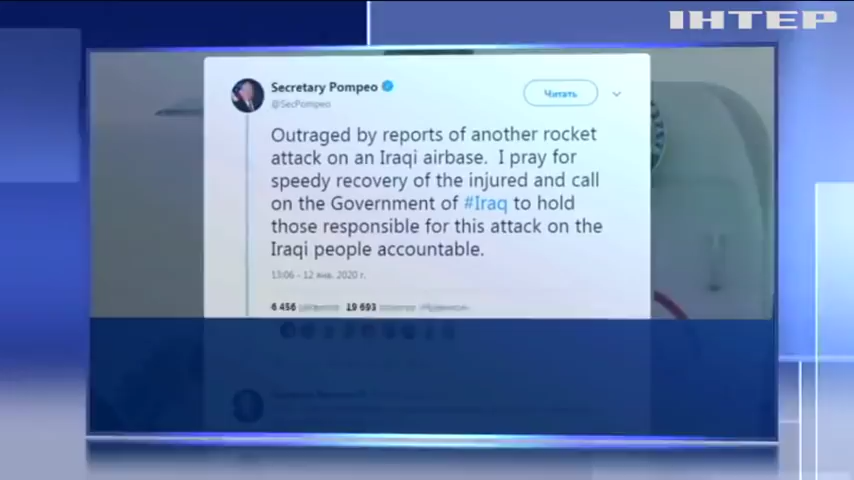 ІНТЕР
Secretary Pompeo
@SecPompeo
Читать
Outraged by reports of another rocket
attack on an Iraqi airbase. I pray for
speedy recovery of the injured and call
on the Government of #Iraq to hold
those responsible for this attack on the
Iraqi people accountable.
13:06 - 12 янв. 2020 г.
6 456 19 693